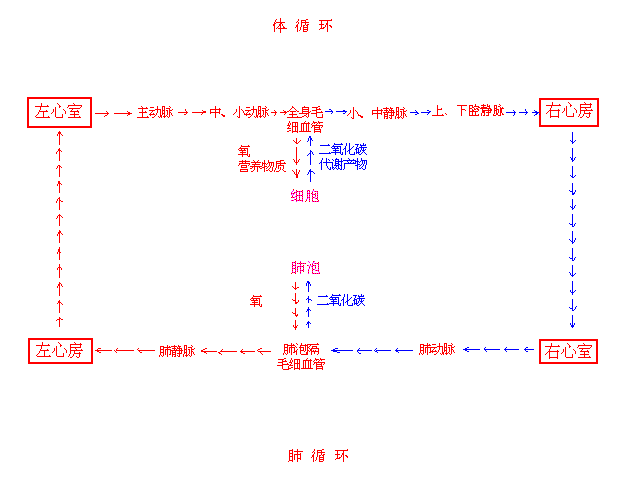 体 循 环
左心室
主动脉
中、小动脉
全身毛
细血管
小、中静脉
上、下密静脉
右心房
氧
营养物质
二氧化碳
代谢产物
细胞
肺泡
氧
二氧化碳
左心房
肺静脉
肺泡隔
毛细血管
肺动脉
右心室
肺 循 环